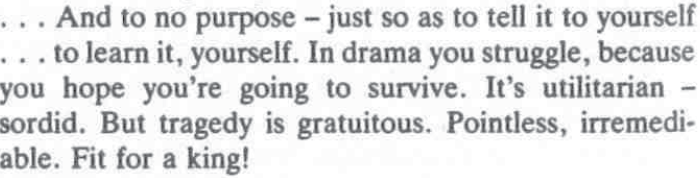 . . . And to no purpose – just so as to tell it to yourself
. . . to learn it, yourself. In drama you struggle, because
you hope you're going to survive. It's utilitarian –
sordid. But tragedy is gratuitous. Pointless, irremedi-
able. Fit for a king!